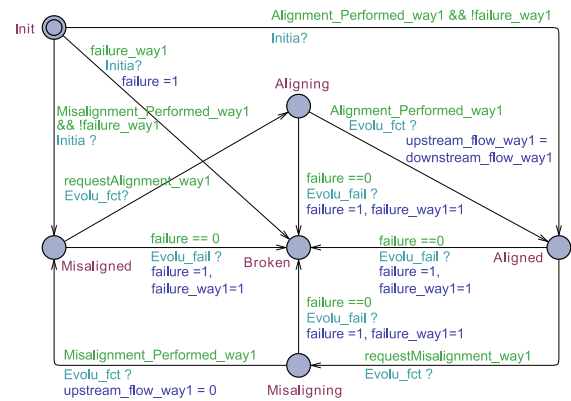 Alignment_Performed_way1 && !failure_way1
Init
Initia?
failure_way1
Initia?
failure =1
Aligning
Misalignment_Performed_way1
&& !failure_way1
Initia ?
Alignment_Performed_way1
Evolu_fct ?
upstream_flow_way1 =
downstream_flow_way1
requestAlignment_way1
Evolu_fct?
failure ==0
Evolu_fail ?
failure =1, failure_way1=1
failure == 0
Evolu_fail ?
failure =1,
failure_way1=1
Misaligned
Broken
failure ==0
Evolu_fail ?
failure =1,
failure_way1=1
Aligned
failure ==0
Evolu_fail ?
failure =1, failure_way1=1
Misalignment_Performed_way1
Evolu_fct ?
upstream_flow_way1 = 0
requestMisalignment_way1
Evolu_fct ?
Misaligning